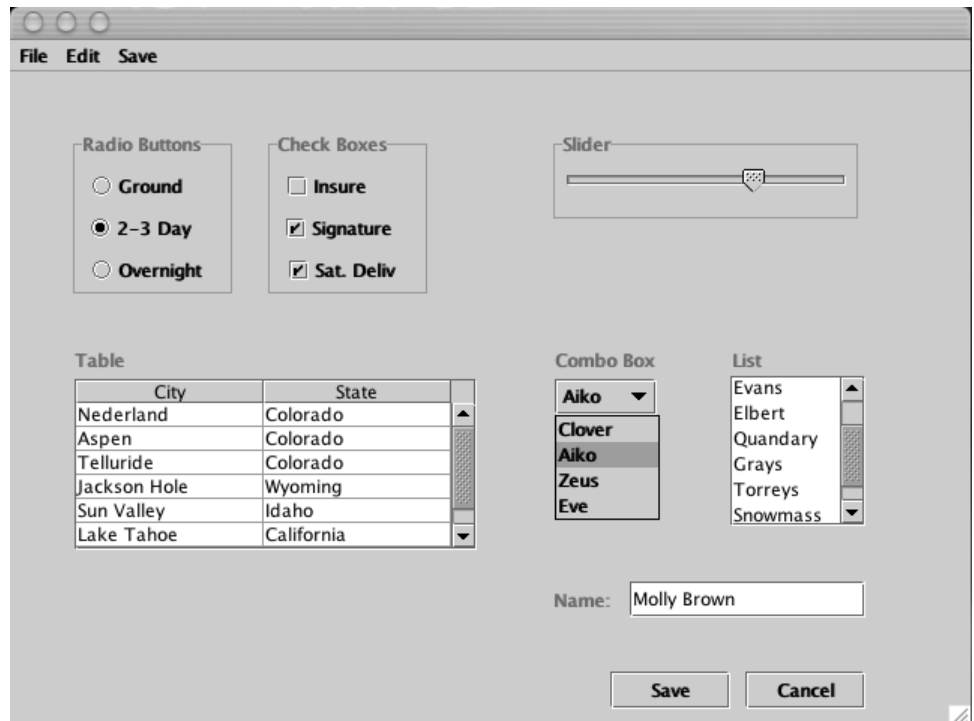 File Edit Save
Radio Buttons
Ground
2-3 Day
Overnight
Check Boxes
Insure
Signature
Sat. Deliv
Slider
Table
City State
Nederland Colorado
Aspen Colorado
Telluride Colorado
Jackson Hole Wyoming
Sun Valley Idaho
Lake Tahoe California
Combo Box
Aiko
Clover
Aiko
Zeus
Eve
List
Evans
Elbert
Quandary
Grays
Torreys
Snowmass
Name: Molly Brown
Save Cancel